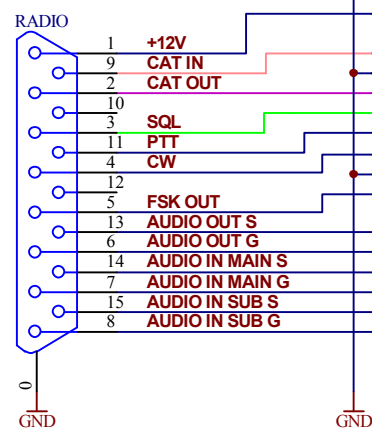 RADIO
1 +12V
9 CAT IN
2 CAT OUT
10
3 SQL
11 PTT
4 CW
12
5 FSK OUT
13 AUDIO OUT S
6 AUDIO OUT G
14 AUDIO IN MAIN S
7 AUDIO IN MAIN G
15 AUDIO IN SUB S
8 AUDIO IN SUB G
0
GND GND